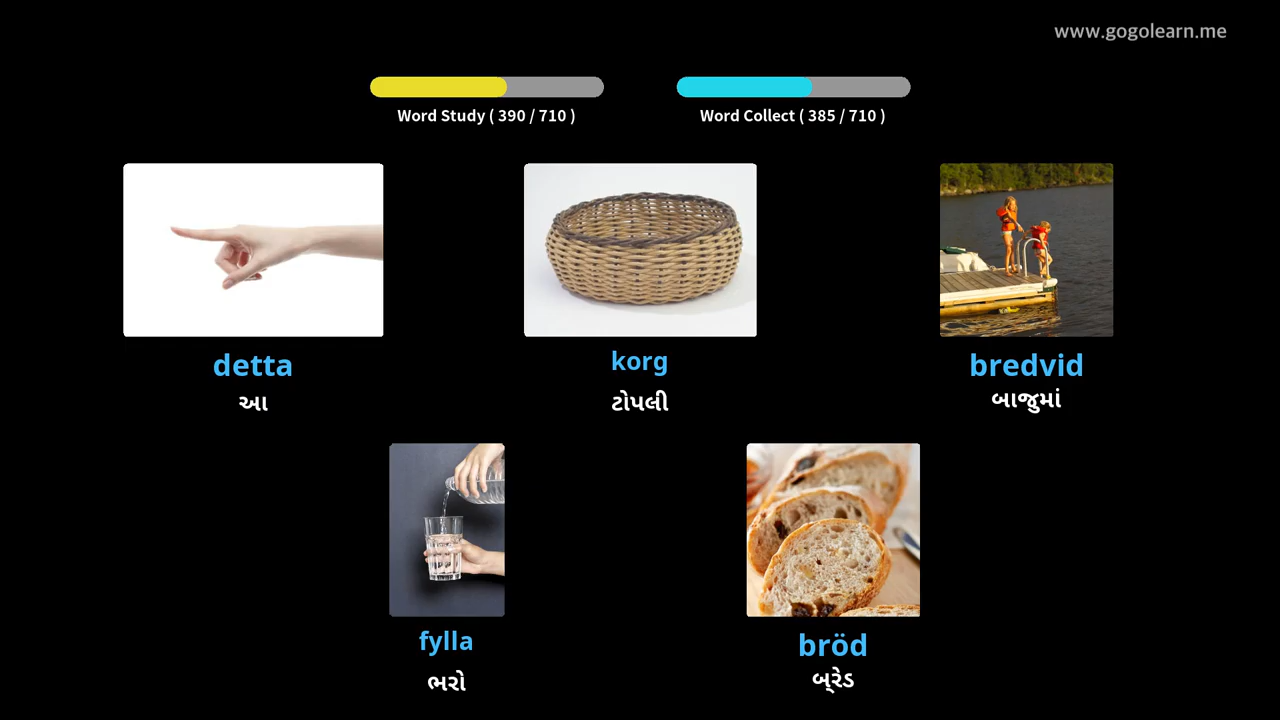 www.gogolearn.me
Word Study ( 390 / 710 )
Word Collect ( 385 / 710 )
detta
આ
korg
ટોપલી
bredvid
બાજુમાં
fylla
ભરો
bröd
બ્રેડ